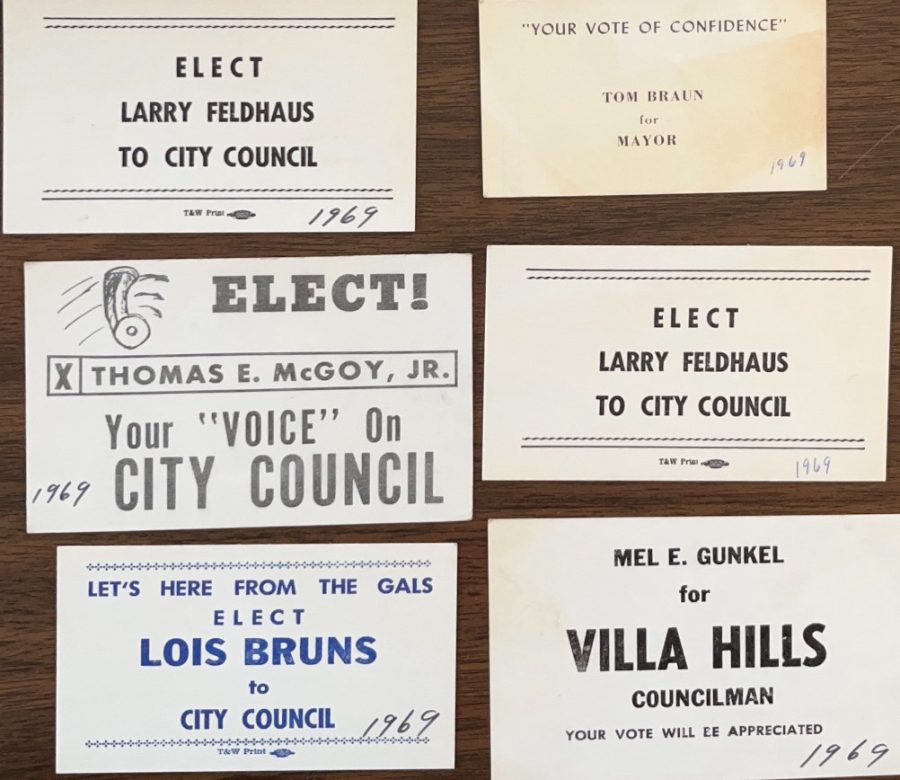 ELECT
LARRY FELDHAUS
TO CITY COUNCIL
T&W Print
1969
"YOUR VOTE OF CONFIDENCE"
TOM BRAUN
for
MAYOR
1969
ELECT!
X THOMAS E. McGOY, JR.
Your "VOICE" On
CITY COUNCIL
1969
ELECT
LARRY FELDHAUS
TO CITY COUNCIL
T&W Print
1969
LET'S HERE FROM THE GALS
ELECT
LOIS BRUNS
to
CITY COUNCIL
1969
T&W Print
MEL E. GUNKEL
for
VILLA HILLS
COUNCILMAN
YOUR VOTE WILL BE APPRECIATED
1969